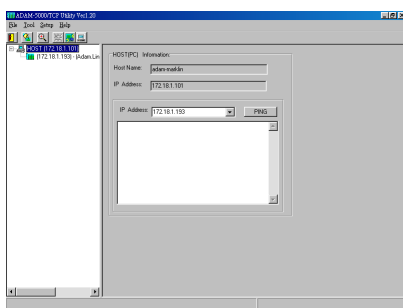 ADAM-5000/TCP Utility Ver1.20
File Tool Setup Help
HOST (172.18.1.101)
(172.18.1.193) - (Adam.Lin
HOST(PC) Information:
Host Name: adam-marklin
IP Address: 172.18.1.101
IP Address: 172.18.1.193 PING